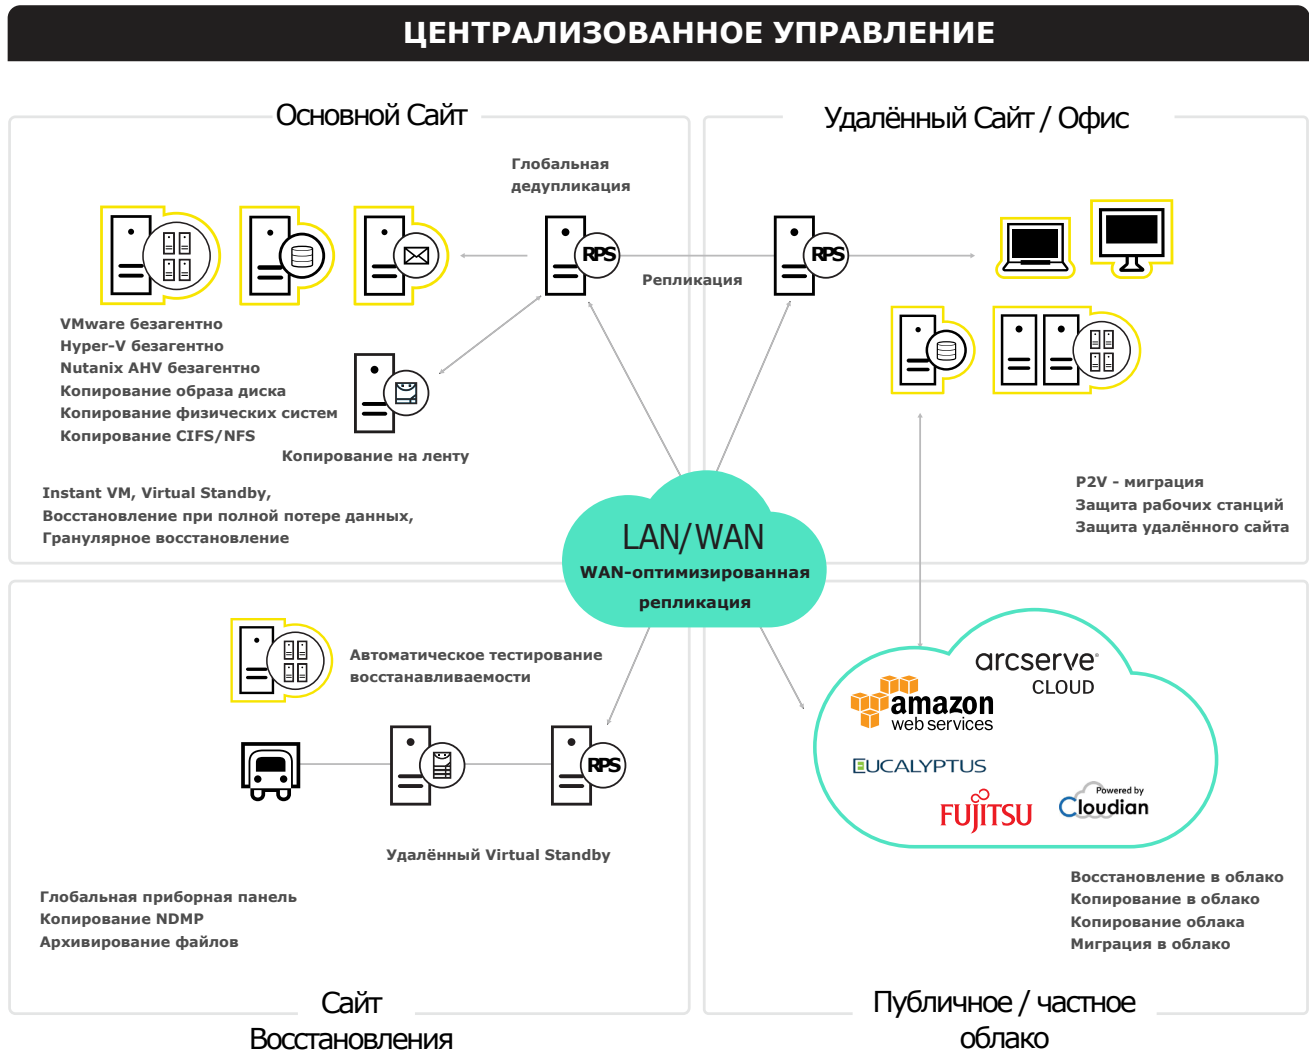 ЦЕНТРАЛИЗОВАННОЕ УПРАВЛЕНИЕ
Основной Сайт
Глобальная
дедупликация
RPS
Репликация
VMware безагентно
Hyper-V безагентно
Nutanix AHV безагентно
Копирование образа диска
Копирование физических систем
Копирование CIFS/NFS
Копирование на ленту
Instant VM, Virtual Standby,
Восстановление при полной потере данных,
Гранулярное восстановление
Удалённый Сайт / Офис
RPS
P2V - миграция
Защита рабочих станций
Защита удалённого сайта
LAN/WAN
WAN-оптимизированная
репликация
Автоматическое тестирование
восстанавливаемости
RPS
Удалённый Virtual Standby
Глобальная приборная панель
Копирование NDMP
Архивирование файлов
Сайт
Восстановления
arcserve®
CLOUD
amazon
web services
EUCALYPTUS
FUJITSU
Powered by
Cloudian
Восстановление в облако
Копирование в облако
Копирование облака
Миграция в облако
Публичное / частное
облако